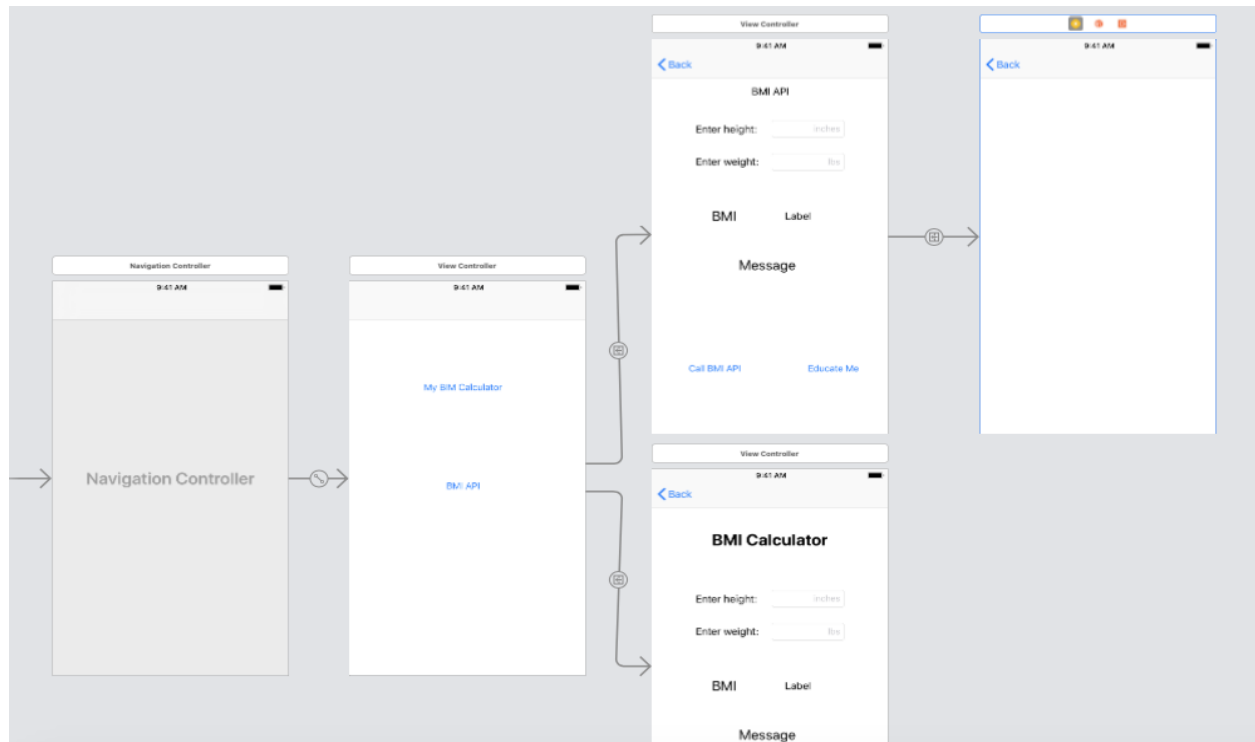 Navigation Controller
9:41 AM
Navigation Controller
View Controller
9:41 AM
My BIM Calculator
BMI API
View Controller
9:41 AM
Back
BMI API
Enter height: inches
Enter weight: lbs
BMI Label
Message
Call BMI API Educate Me
9:41 AM
Back
View Controller
9:41 AM
Back
BMI Calculator
Enter height: inches
Enter weight: lbs
BMI Label
Message